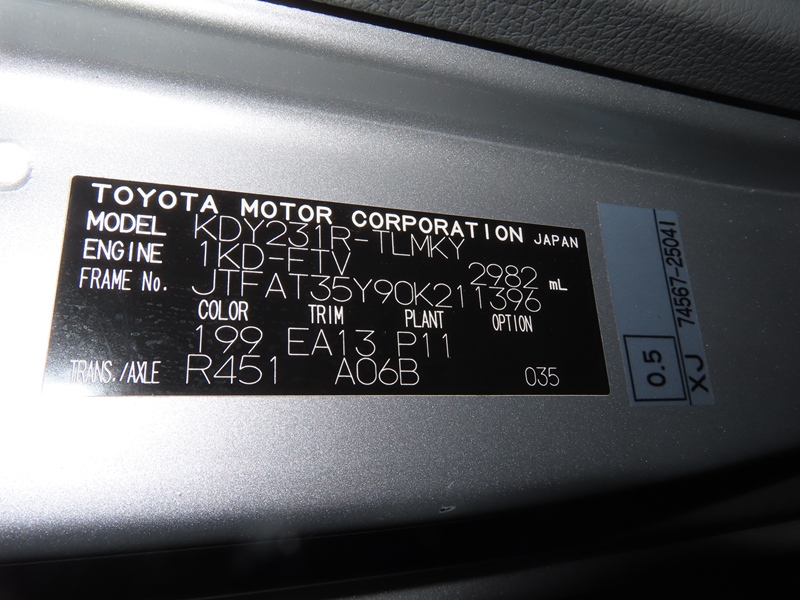 TOYOTA MOTOR CORPORATION JAPAN
MODEL KDY231R-TLMKY
ENGINE 1KD-FTV 2982 mL
FRAME No. JTFAT35Y90K211396
COLOR TRIM PLANT OPTION
199 EA13 P11
TRANS./AXLE R451 A06B 035
74567-25041
0.5 XJ